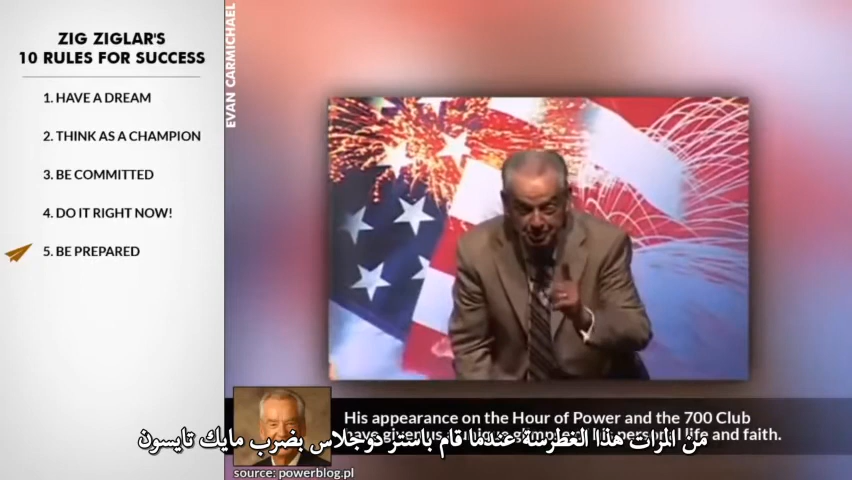 ZIG ZIGLAR'S
10 RULES FOR SUCCESS
1. HAVE A DREAM
2. THINK AS A CHAMPION
3. BE COMMITTED
4. DO IT RIGHT NOW!
5. BE PREPARED
EVAN CARMICHAEL
His appearance on the Hour of Power and the 700 Club
life and faith.
من المرات هذا الغطرسة عندما قام باستر دوجلاس بضرب مايك تايسون
source: powerblog.pl